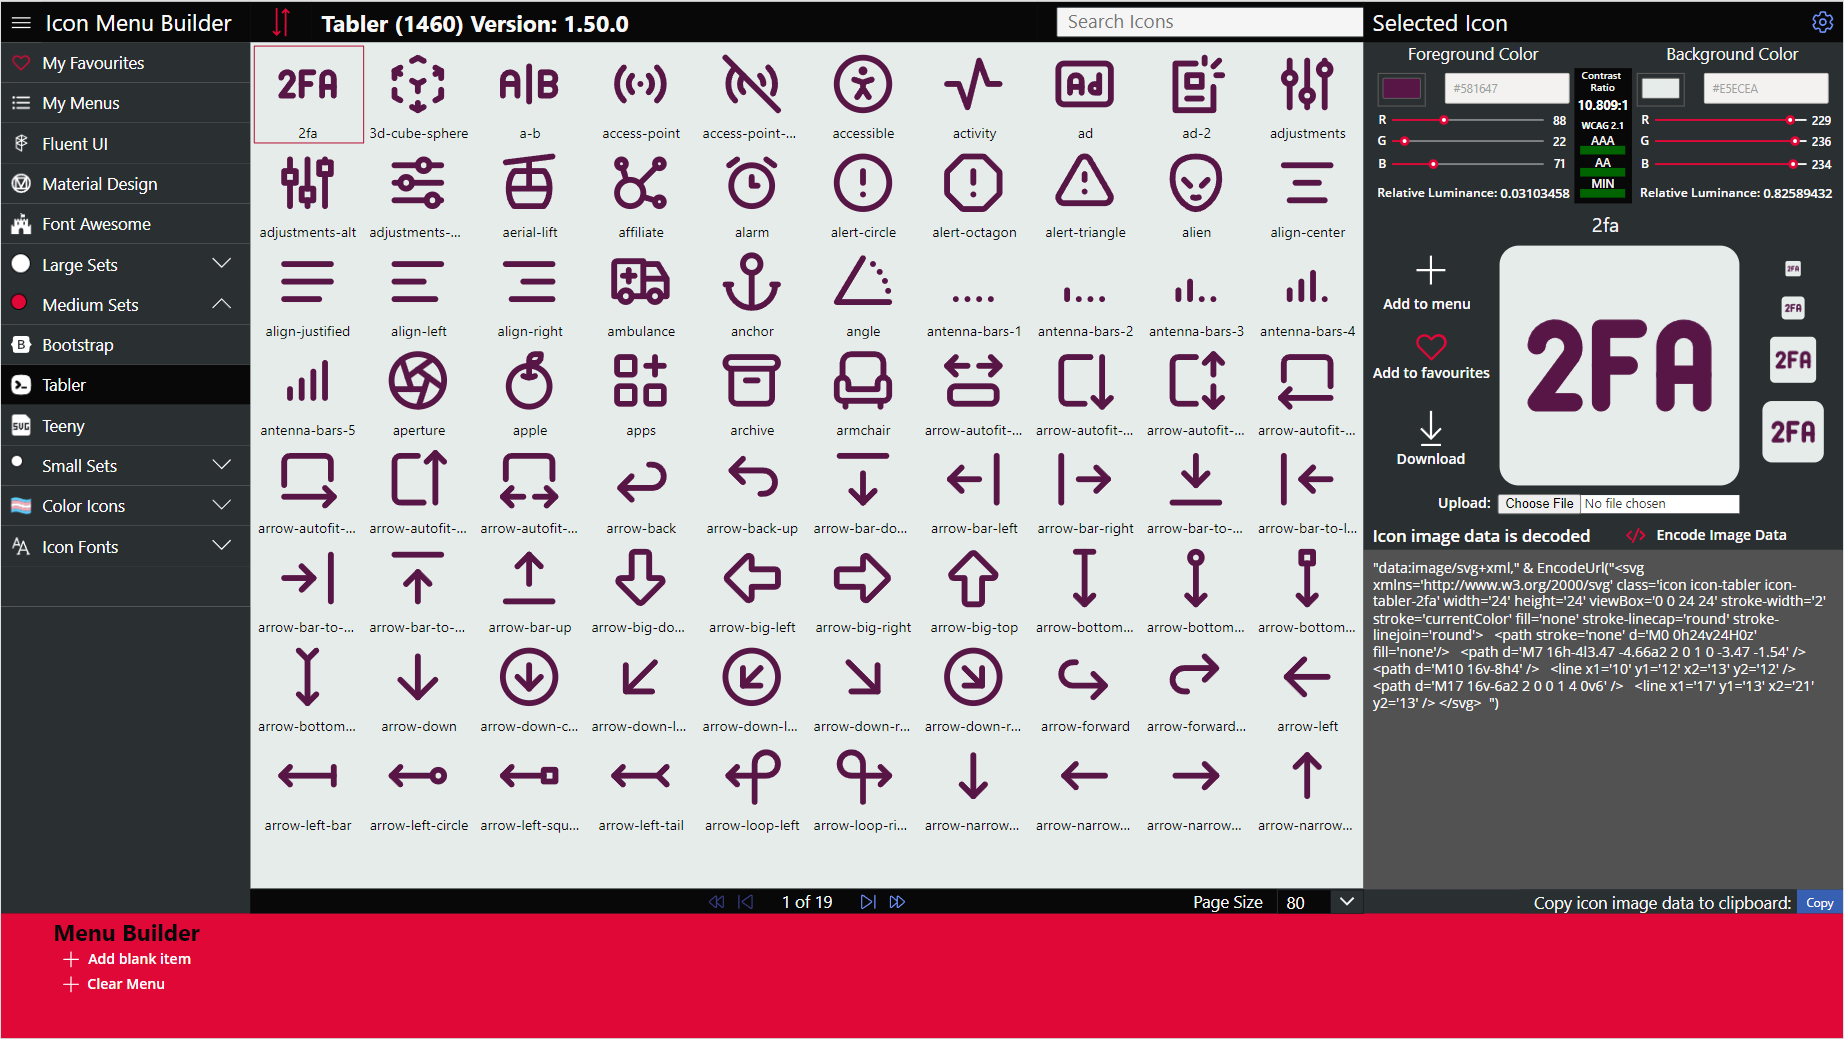 Icon Menu Builder
Tabler (1460) Version: 1.50.0
Search Icons
Selected Icon
My Favourites
My Menus
Fluent UI
Material Design
Font Awesome
Large Sets
Medium Sets
Bootstrap
Tabler
Teeny
Small Sets
Color Icons
Icon Fonts
2FA A|B Ad Ad
2fa 3d-cube-sphere a-b access-point access-point-... accessible activity ad ad-2 adjustments
adjustments-alt adjustments-... aerial-lift affiliate alarm alert-circle alert-octagon alert-triangle alien align-center
align-justified align-left align-right ambulance anchor angle antenna-bars-1 antenna-bars-2 antenna-bars-3 antenna-bars-4
antenna-bars-5 aperture apple apps archive armchair arrow-autofit-... arrow-autofit-... arrow-autofit-... arrow-autofit-...
arrow-autofit-... arrow-autofit-... arrow-autofit-... arrow-back arrow-back-up arrow-bar-do... arrow-bar-left arrow-bar-right arrow-bar-to-... arrow-bar-to-l...
arrow-bar-to-... arrow-bar-to-... arrow-bar-up arrow-big-do... arrow-big-left arrow-big-right arrow-big-top arrow-bottom... arrow-bottom... arrow-bottom...
arrow-bottom... arrow-down arrow-down-c... arrow-down-l... arrow-down-l... arrow-down-r... arrow-down-r... arrow-forward arrow-forward... arrow-left
arrow-left-bar arrow-left-circle arrow-left-squ... arrow-left-tail arrow-loop-left arrow-loop-ri... arrow-narrow... arrow-narrow... arrow-narrow... arrow-narrow...
1 of 19
Page Size 80
Foreground Color
#581647
R 88
G 22
B 71
Relative Luminance: 0.03103458
Contrast
Ratio
10.809:1
WCAG 2.1
AAA
AA
MIN
Background Color
#E5ECEA
R 229
G 236
B 234
Relative Luminance: 0.82589432
2fa
Add to menu
Add to favourites
Download
2FA
2FA
2FA
2FA
2FA
Upload: Choose File No file chosen
Icon image data is decoded
Encode Image Data
"data:image/svg+xml," & EncodeUrl("<svg
xmlns='http://www.w3.org/2000/svg' class='icon icon-tabler icon-
tabler-2fa' width='24' height='24' viewBox='0 0 24 24' stroke-width='2'
stroke='currentColor' fill='none' stroke-linecap='round' stroke-
linejoin='round'> <path stroke='none' d='M0 0h24v24H0z'
fill='none'/> <path d='M7 16h-4l3.47 -4.66a2 2 0 1 0 -3.47 -1.54' />
<path d='M10 16v-8h4' /> <line x1='10' y1='12' x2='13' y2='12' />
<path d='M17 16v-6a2 2 0 0 1 4 0v6' /> <line x1='17' y1='13' x2='21'
y2='13' /> </svg> ")
Copy icon image data to clipboard: Copy
Menu Builder
Add blank item
Clear Menu